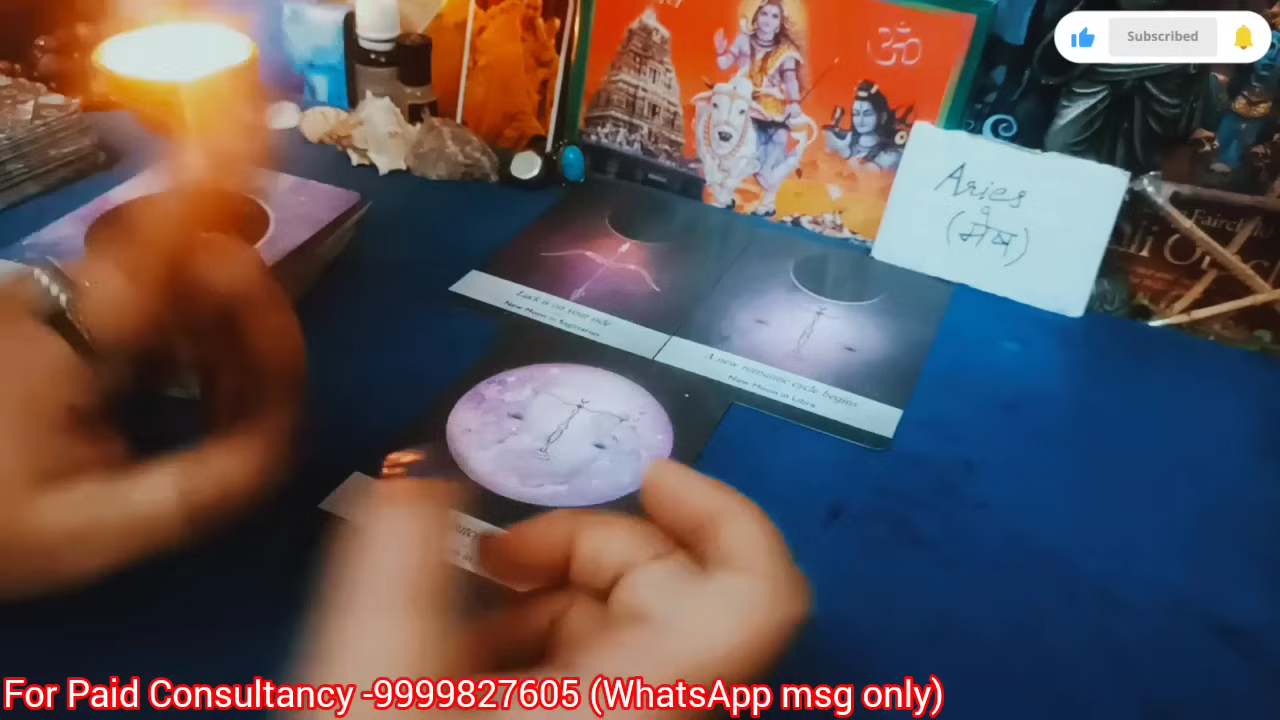 Subscribed
ॐ
Aries
(मेष)
Luck is on your side
New Moon in Sagittarius
A new romantic cycle begins
New Moon in Libra
For Paid Consultancy -9999827605 (WhatsApp msg only)